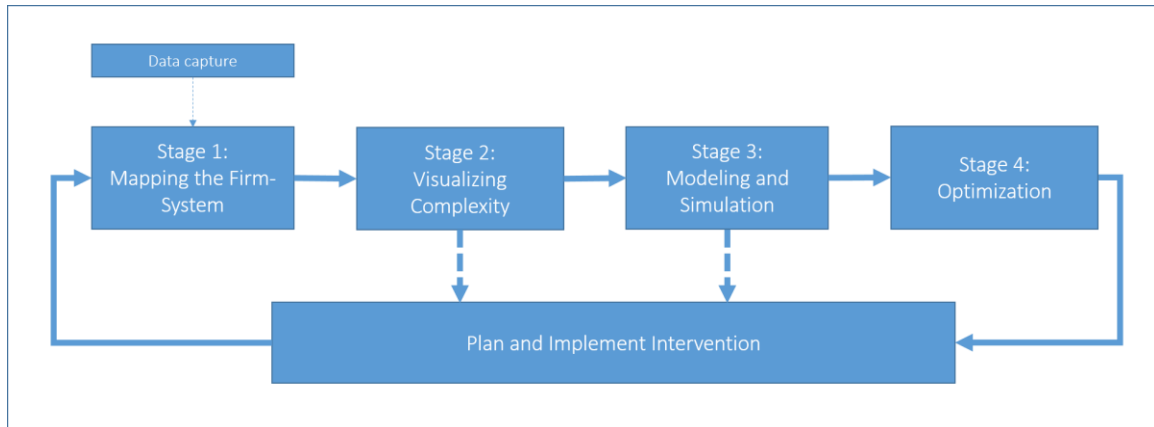 Data capture
Stage 1:
Mapping the Firm-
System
Stage 2:
Visualizing
Complexity
Stage 3:
Modeling and
Simulation
Stage 4:
Optimization
Plan and Implement Intervention